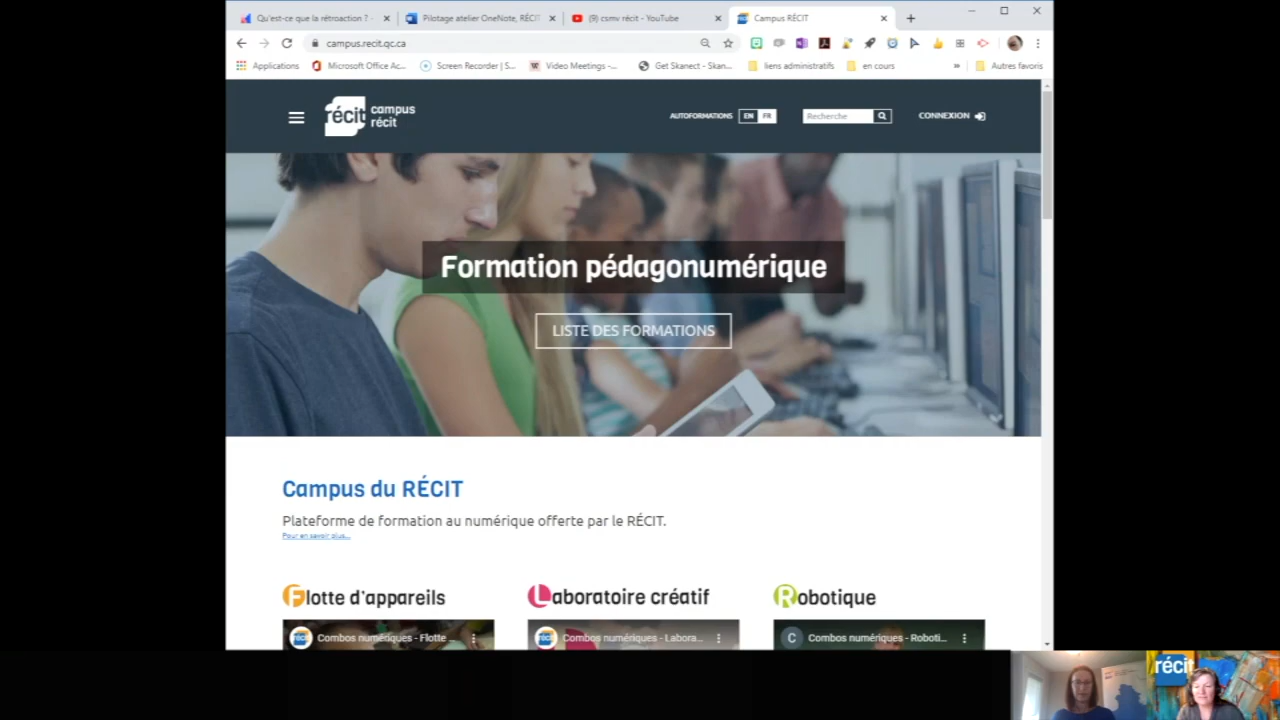 Qu'est-ce que la rétroaction ? -
Pilotage atelier OneNote, RÉCIT
(9) csmv récit - YouTube
Campus RÉCIT
campus.recit.qc.ca
Applications
Microsoft Office Ac...
Screen Recorder | S...
Video Meetings -...
Get Skanect - Skan...
liens administratifs
en cours
»
Autres favoris
récit
campus
récit
AUTOFORMATIONS
EN FR
Recherche
CONNEXION
Formation pédagonumérique
LISTE DES FORMATIONS
Campus du RÉCIT
Plateforme de formation au numérique offerte par le RÉCIT.
Pour en savoir plus...
Flotte d'appareils
Laboratoire créatif
Robotique
récit Combos numériques - Flotte ...
récit Combos numériques - Labora...
C Combos numériques - Roboti...
récit